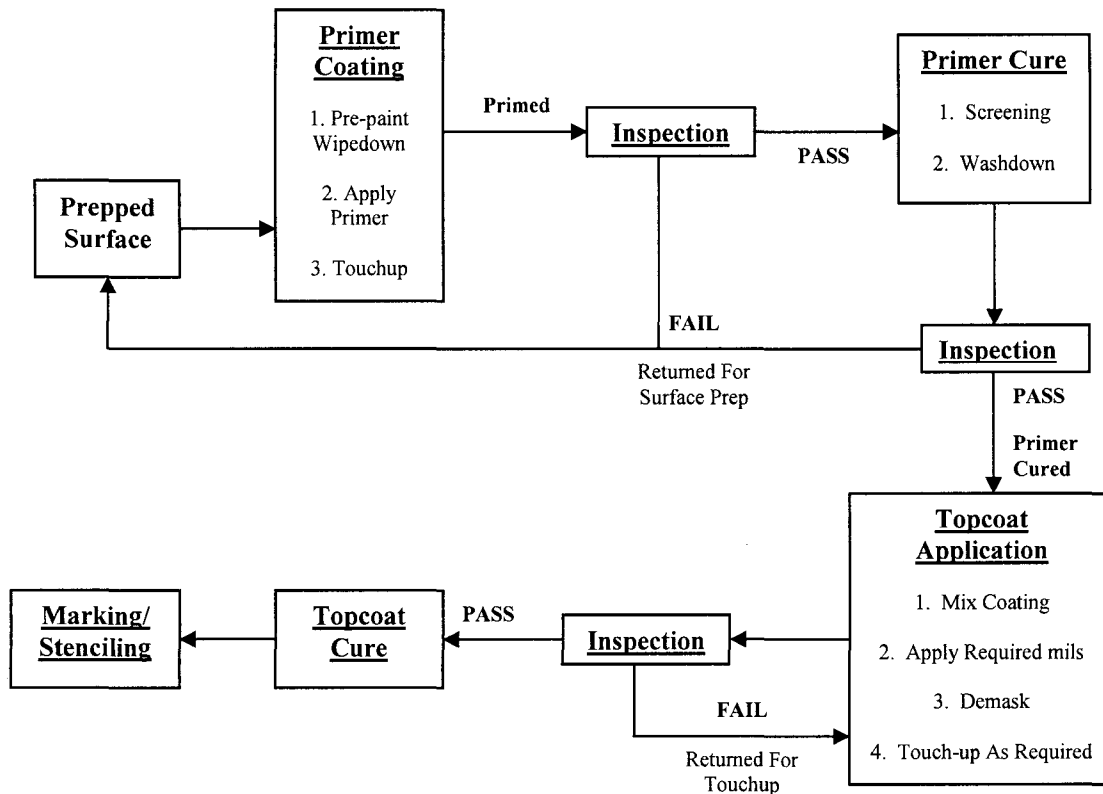 Primer
Coating
1. Pre-paint
Wipedown
2. Apply
Primer
3. Touchup
Primed
Inspection
PASS
Primer Cure
1. Screening
2. Washdown
Prepped
Surface
FAIL
Returned For
Surface Prep
Inspection
PASS
Primer
Cured
Topcoat
Application
1. Mix Coating
2. Apply Required mils
3. Demask
4. Touch-up As Required
Inspection
FAIL
Returned For
Touchup
PASS
Topcoat
Cure
Marking/
Stenciling